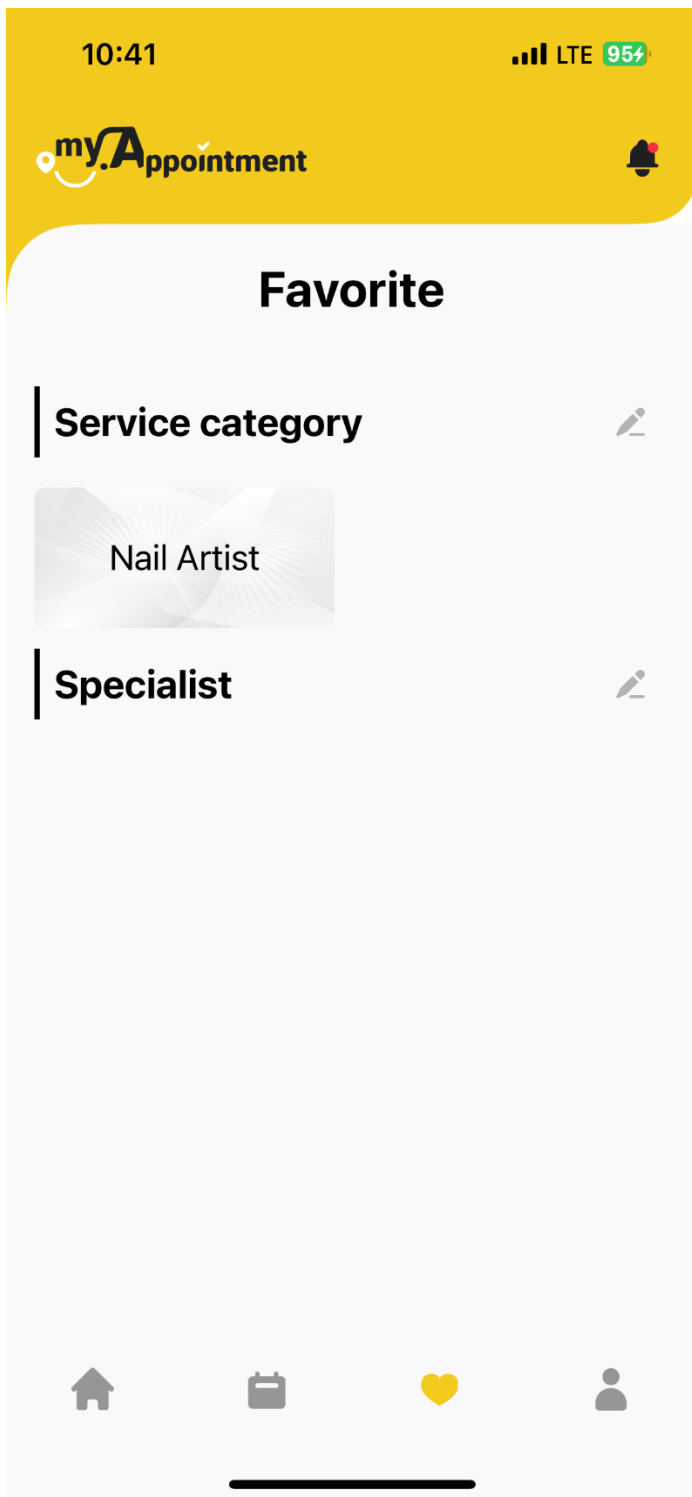 10:41 LTE 95
my.Appointment
Favorite
Service category
Nail Artist
Specialist